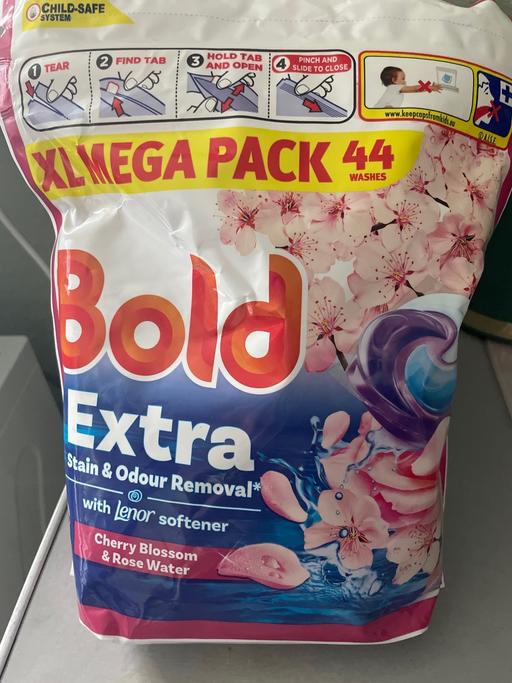 CHILD-SAFE
SYSTEM
1 TEAR
2 FIND TAB
3 HOLD TAB
AND OPEN
4 PINCH AND
SLIDE TO CLOSE
www.keepcapsfromkids.eu
© A.I.S.E.
XL MEGA PACK 44
WASHES
Bold
Extra
Stain & Odour Removal*
with Lenor softener
Cherry Blossom
& Rose Water